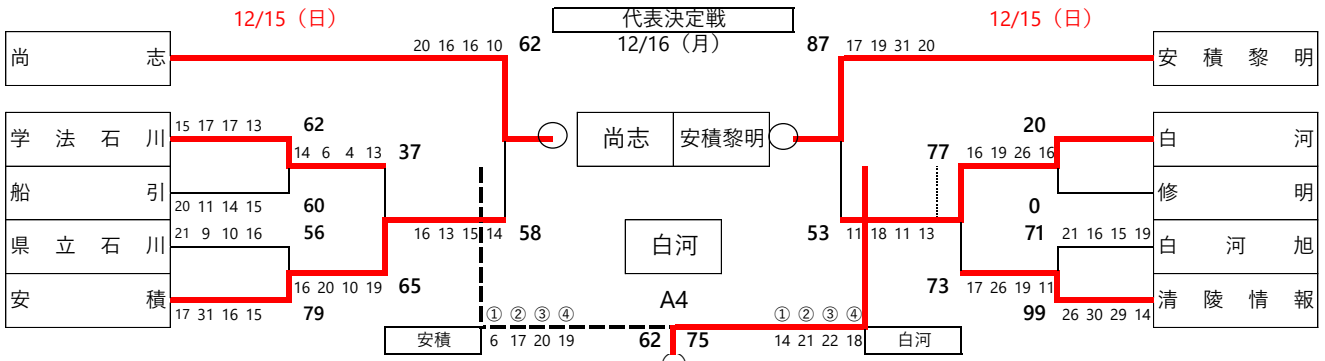 12/15（日） 代表決定戦 12/15（日）
12/16（月）
20 16 16 10 62 87 17 19 31 20
尚志 安積黎明
学法石川 15 17 17 13 62 尚志 安積黎明 20 白河
14 6 4 13 37 77 16 19 26 16
船引 修明
20 11 14 15 60 0
県立石川 21 9 10 16 56 71 21 16 15 19 白河旭
16 13 15 14 58 白河 53 11 18 11 13
16 20 10 19 65 73 17 26 19 11
安積 清陵情報
17 31 16 15 79 A4 99 26 30 29 14
① ② ③ ④ ① ② ③ ④
安積 6 17 20 19 62 75 14 21 22 18 白河